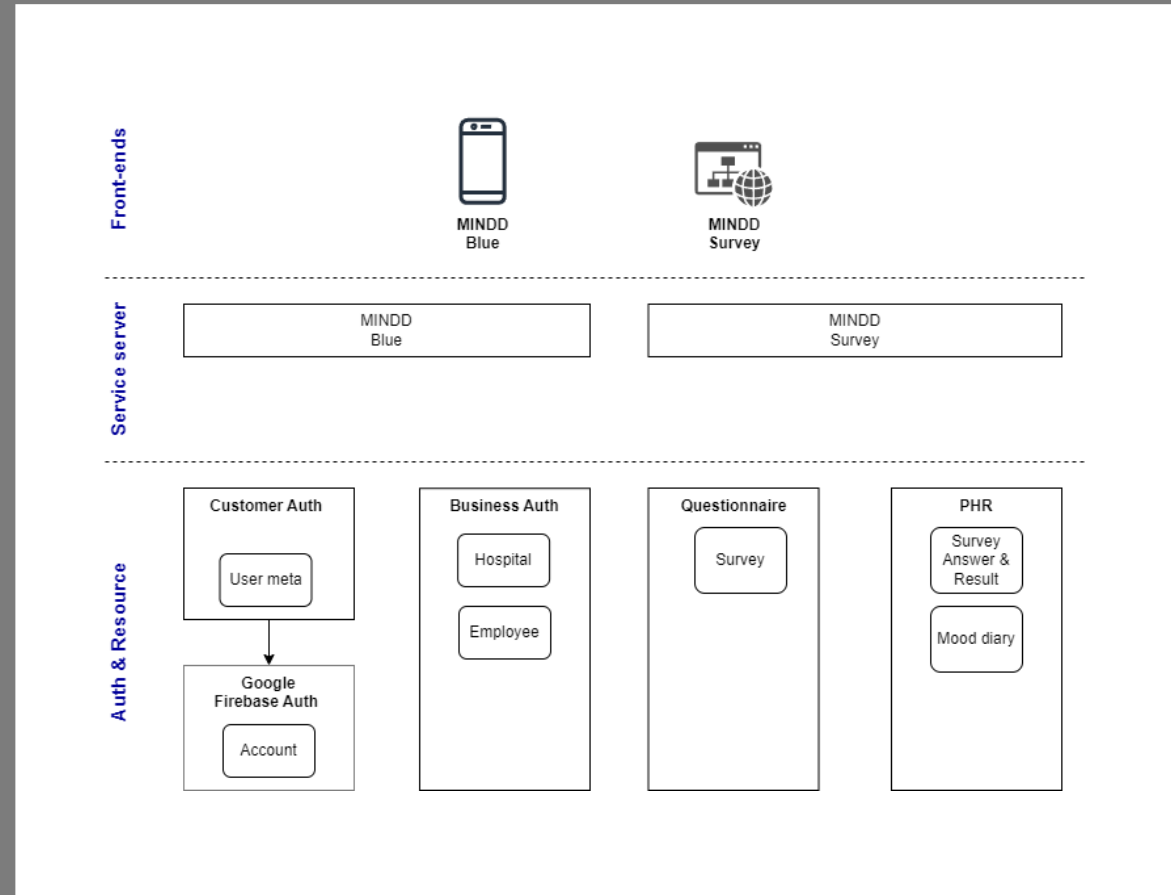 Front-ends
MINDD
Blue
MINDD
Survey
Service server
MINDD
Blue
MINDD
Survey
Auth & Resource
Customer Auth
User meta
Google
Firebase Auth
Account
Business Auth
Hospital
Employee
Questionnaire
Survey
PHR
Survey
Answer &
Result
Mood diary